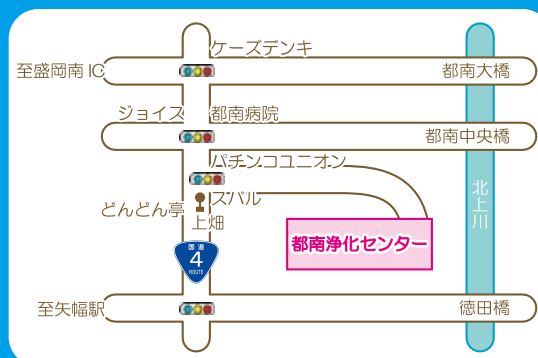 ケーズデンキ
至盛岡南IC
都南大橋
ジョイス
都南病院
都南中央橋
パチンコユニオン
スバル
どんどん亭
上畑
北上川
都南浄化センター
国道
4
ROUTE
至矢幅駅
徳田橋